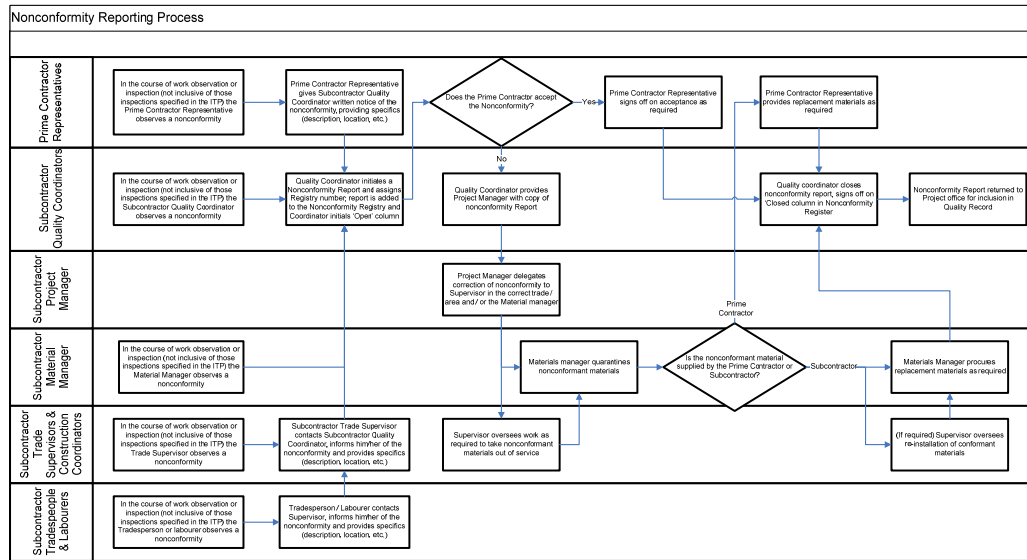 Nonconformity Reporting Process
Prime Contractor
Representatives
In the course of work observation or
inspection (not inclusive of those
inspections specified in the ITP) the
Prime Contractor Representative
observes a nonconformity
Prime Contractor Representative
gives Subcontractor Quality
Coordinator written notice of the
nonconformity, providing specifics
(description, location, etc.)
Does the Prime Contractor accept
the Nonconformity?
Yes
No
Prime Contractor Representative
signs off on acceptance as
required
Prime Contractor Representative
provides replacement materials as
required
Subcontractor
Quality Coordinators
In the course of work observation or
inspection (not inclusive of those
inspections specified in the ITP) the
Subcontractor Quality Coordinator
observes a nonconformity
Quality Coordinator initiates a
Nonconformity Report and assigns
Registry number; report is added
to the Nonconformity Registry and
Coordinator initials 'Open' column
Quality Coordinator provides
Project Manager with copy of
nonconformity Report
Quality coordinator closes
nonconformity report, signs off on
'Closed column in Nonconformity
Register
Nonconformity Report returned to
Project office for inclusion in
Quality Record
Subcontractor
Project
Manager
Project Manager delegates
correction of nonconformity to
Supervisor in the correct trade /
area and / or the Material manager
Prime
Contractor
Subcontractor
Material
Manager
In the course of work observation or
inspection (not inclusive of those
inspections specified in the ITP) the
Material Manager observes a
nonconformity
Materials manager quarantines
nonconformant materials
Is the nonconformant material
supplied by the Prime Contractor or
Subcontractor?
Subcontractor
Materials Manager procures
replacement materials as required
Subcontractor
Trade
Supervisors &
Construction
Coordinators
In the course of work observation or
inspection (not inclusive of those
inspections specified in the ITP) the
Trade Supervisor observes a
nonconformity
Subcontractor Trade Supervisor
contacts Subcontractor Quality
Coordinator, informs him/her of the
nonconformity and provides specifics
(description, location, etc.)
Supervisor oversees work as
required to take nonconformant
materials out of service
(If required) Supervisor oversees
re-installation of conformant
materials
Subcontractor
Tradespeople
& Labourers
In the course of work observation or
inspection (not inclusive of those
inspections specified in the ITP) the
Tradesperson or labourer observes a
nonconformity
Tradesperson / Labourer contacts
Supervisor, informs him/her of the
nonconformity and provides specifics
(description, location, etc.)